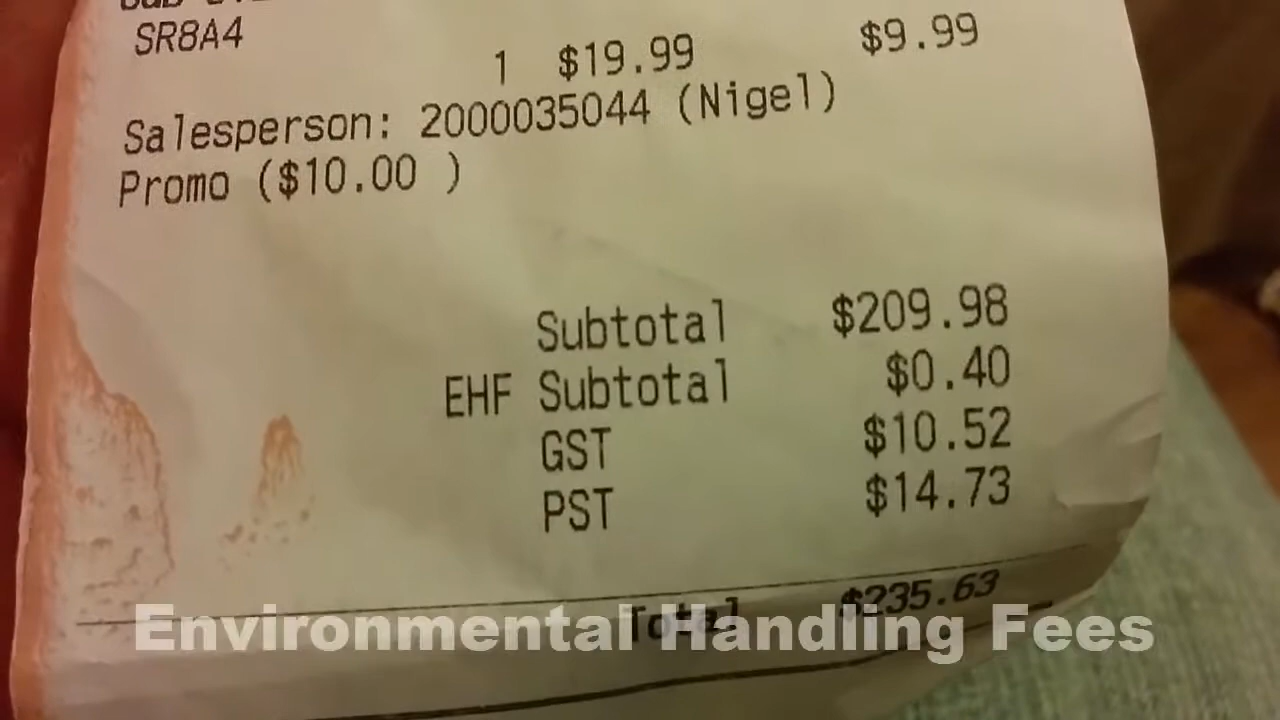 SR8A4
1 $19.99 $9.99
Salesperson: 2000035044 (Nigel)
Promo ($10.00 )
Subtotal $209.98
EHF Subtotal $0.40
GST $10.52
PST $14.73
Total $235.63
Environmental Handling Fees